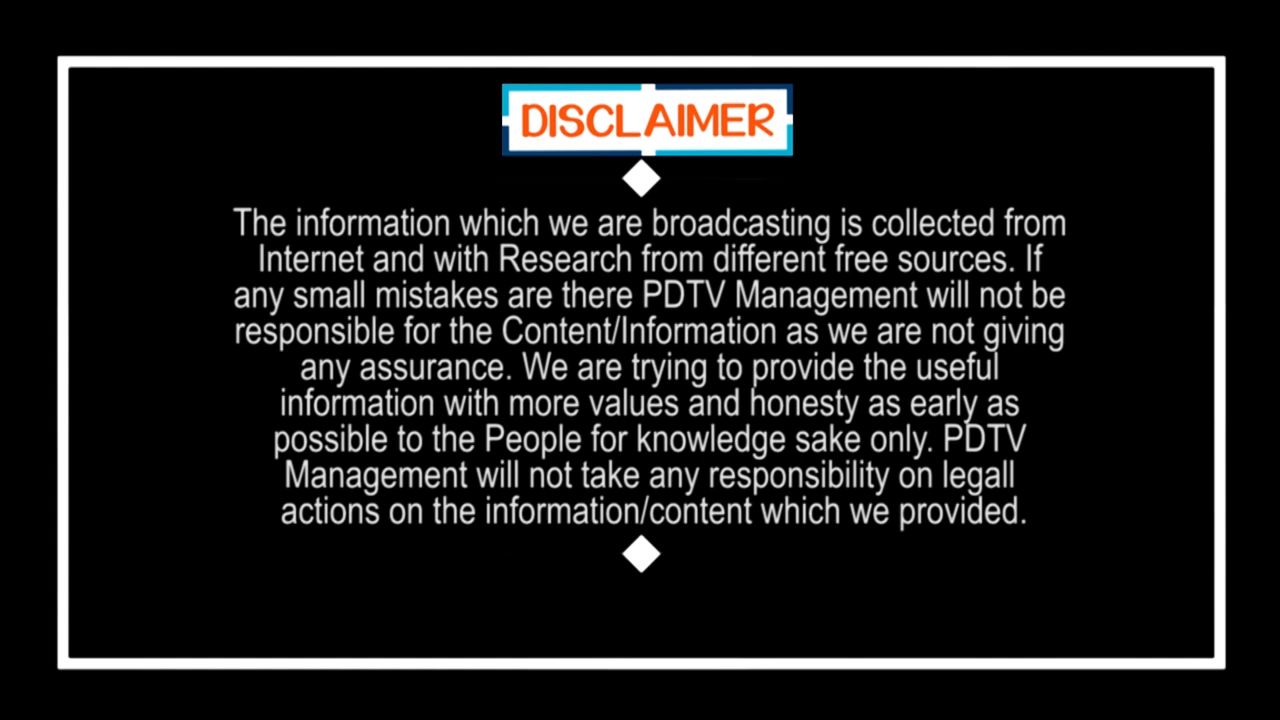 DISCLAIMER
The information which we are broadcasting is collected from
Internet and with Research from different free sources. If
any small mistakes are there PDTV Management will not be
responsible for the Content/Information as we are not giving
any assurance. We are trying to provide the useful
information with more values and honesty as early as
possible to the People for knowledge sake only. PDTV
Management will not take any responsibility on legall
actions on the information/content which we provided.